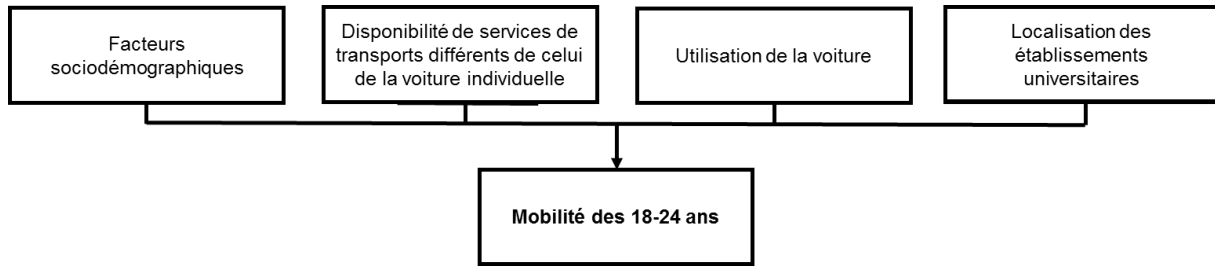 Facteurs
sociodémographiques
Disponibilité de services de
transports différents de celui
de la voiture individuelle
Utilisation de la voiture
Localisation des
établissements
universitaires
Mobilité des 18-24 ans